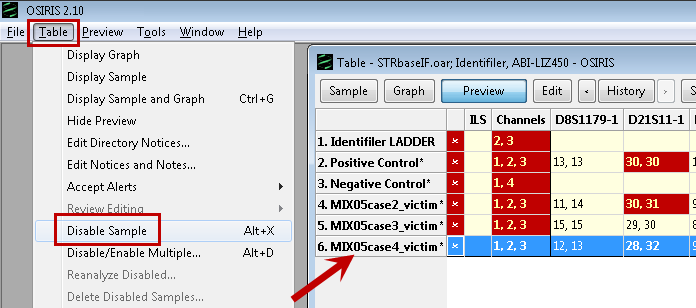 OSIRIS 2.10
File Table Preview Tools Window Help
Display Graph
Display Sample
Display Sample and Graph Ctrl+G
Hide Preview
Edit Directory Notices...
Edit Notices and Notes...
Accept Alerts
Review Editing
Disable Sample Alt+X
Disable/Enable Multiple... Alt+D
Reanalyze Disabled...
Delete Disabled Samples...
Table - STRbaseIF.oar; Identifiler, ABI-LIZ450 - OSIRIS
Sample Graph Preview Edit < History > S
ILS Channels D8S1179-1 D21S11-1
1. Identifiler LADDER * 2, 3
2. Positive Control* * 1, 2, 3 13, 13 30, 30 1
3. Negative Control* * 1, 4
4. MIX05case2_victim* * 1, 2, 3 11, 14 30, 31 9
5. MIX05case3_victim* * 1, 2, 3 15, 15 29, 30 8
6. MIX05case4_victim* * 1, 2, 3 12, 13 28, 32 9